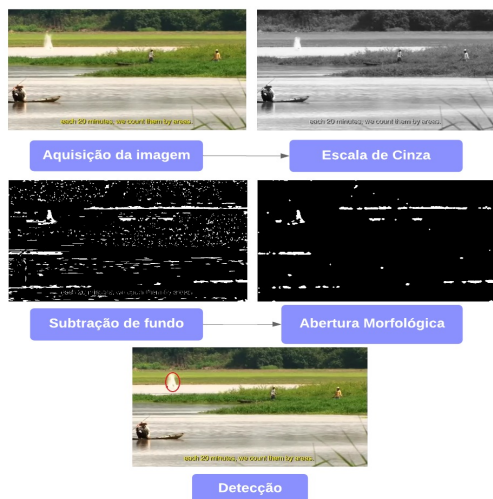 each 20 minutes, we count them by areas.
each 20 minutes, we count them by areas.
Aquisição da imagem
Escala de Cinza
Subtração de fundo
Abertura Morfológica
each 20 minutes, we count them by areas.
Detecção